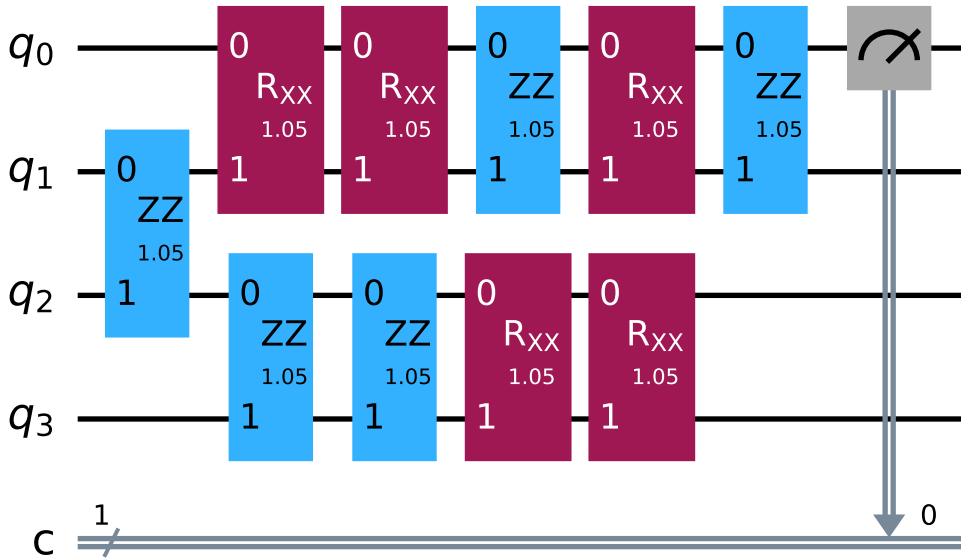 q0 0 RXX 1.05 1 0 RXX 1.05 1 0 ZZ 1.05 1 0 RXX 1.05 1 0 ZZ 1.05 1
q1 0 ZZ 1.05 1
q2 0 ZZ 1.05 1 0 ZZ 1.05 1 0 RXX 1.05 1 0 RXX 1.05 1
q3
c 1 0